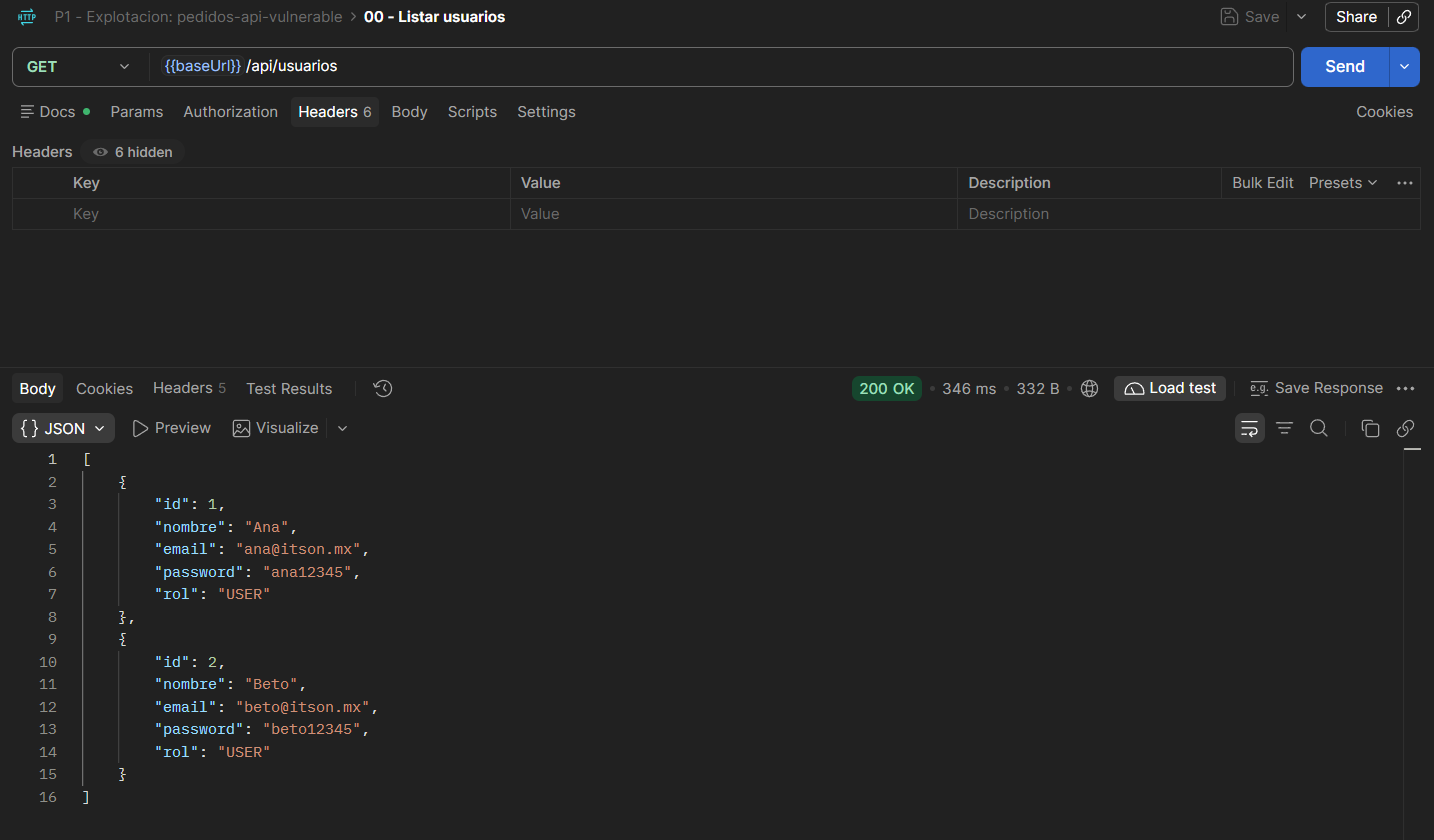 HTTP P1 - Explotacion: pedidos-api-vulnerable > 00 - Listar usuarios Save Share
GET {{baseUrl}} /api/usuarios Send
Docs Params Authorization Headers 6 Body Scripts Settings Cookies
Headers 6 hidden
Key Value Description Bulk Edit Presets ...
Key Value Description
Body Cookies Headers 5 Test Results 200 OK • 346 ms • 332 B • Load test e.g. Save Response ...
{ } JSON Preview Visualize
1 [
2 {
3 "id": 1,
4 "nombre": "Ana",
5 "email": "ana@itson.mx",
6 "password": "ana12345",
7 "rol": "USER"
8 },
9 {
10 "id": 2,
11 "nombre": "Beto",
12 "email": "beto@itson.mx",
13 "password": "beto12345",
14 "rol": "USER"
15 }
16 ]